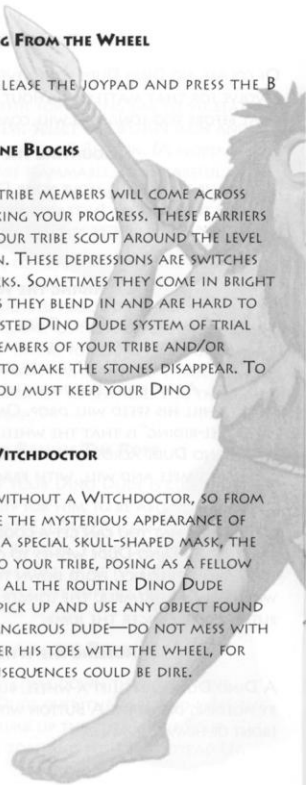 G FROM THE WHEEL
LEASE THE JOYPAD AND PRESS THE B
NE BLOCKS
TRIBE MEMBERS WILL COME ACROSS
KING YOUR PROGRESS. THESE BARRIERS
OUR TRIBE SCOUT AROUND THE LEVEL
N. THESE DEPRESSIONS ARE SWITCHES
CKS. SOMETIMES THEY COME IN BRIGHT
S THEY BLEND IN AND ARE HARD TO
STED DINO DUDE SYSTEM OF TRIAL
EMBERS OF YOUR TRIBE AND/OR
TO MAKE THE STONES DISAPPEAR. TO
OU MUST KEEP YOUR DINO
WITCHDOCTOR
WITHOUT A WITCHDOCTOR, SO FROM
E THE MYSTERIOUS APPEARANCE OF
A SPECIAL SKULL-SHAPED MASK, THE
O YOUR TRIBE, POSING AS A FELLOW
ALL THE ROUTINE DINO DUDE
PICK UP AND USE ANY OBJECT FOUND
ANGEROUS DUDE—DO NOT MESS WITH
ER HIS TOES WITH THE WHEEL, FOR
NSEQUENCES COULD BE DIRE.